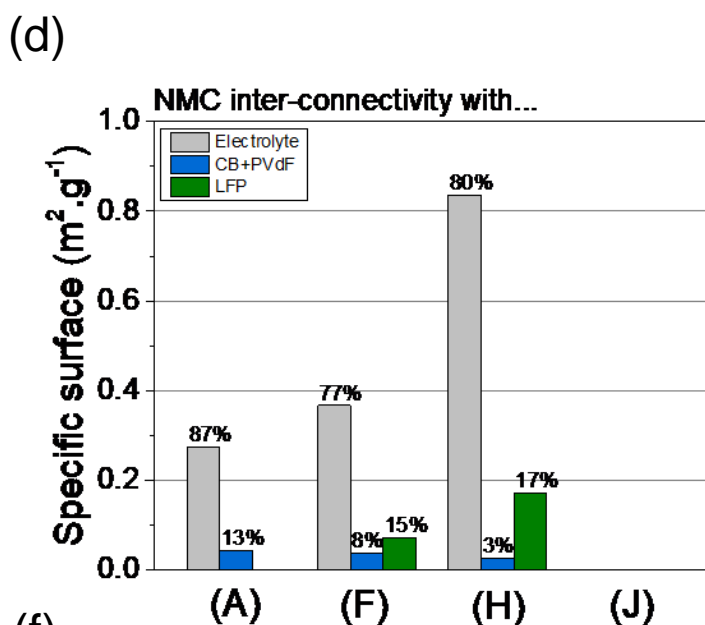 (d)
NMC inter-connectivity with...
Specific surface (m².g⁻¹)
1.0
0.8
0.6
0.4
0.2
0.0
Electrolyte
CB+PVdF
LFP
87%
13%
77%
8%
15%
80%
3%
17%
(A) (F) (H) (J)
(f)